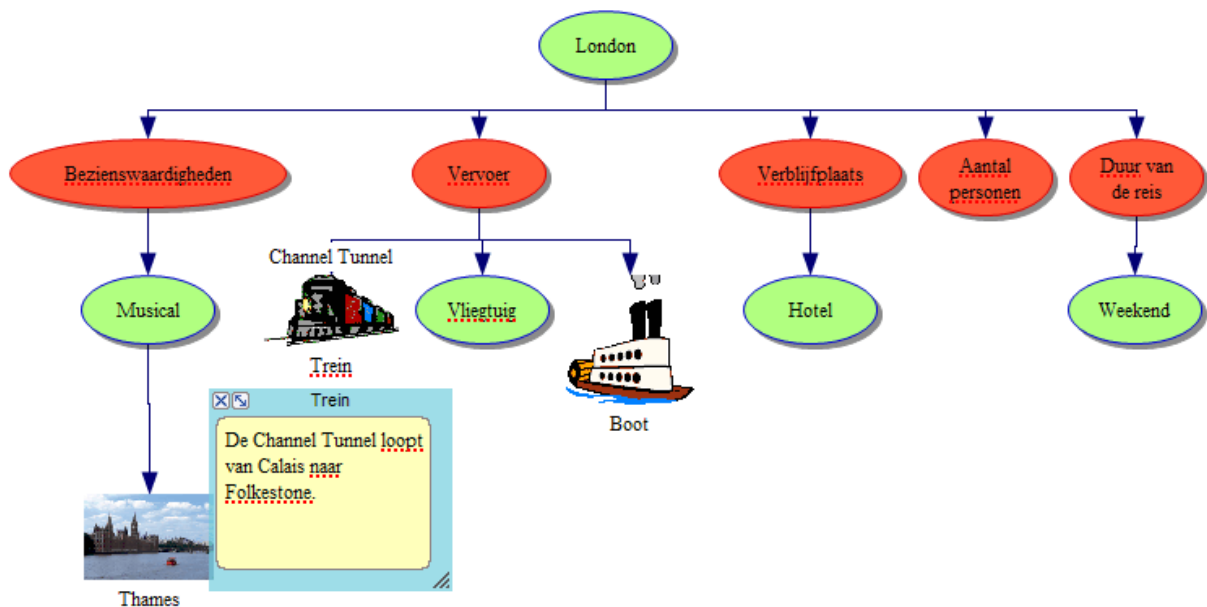 London
Bezienswaardigheden
Vervoer
Verblijfplaats
Aantal
personen
Duur van
de reis
Channel Tunnel
Musical
Vliegtuig
Hotel
Weekend
Trein
Boot
Trein
De Channel Tunnel loopt
van Calais naar
Folkestone.
Thames